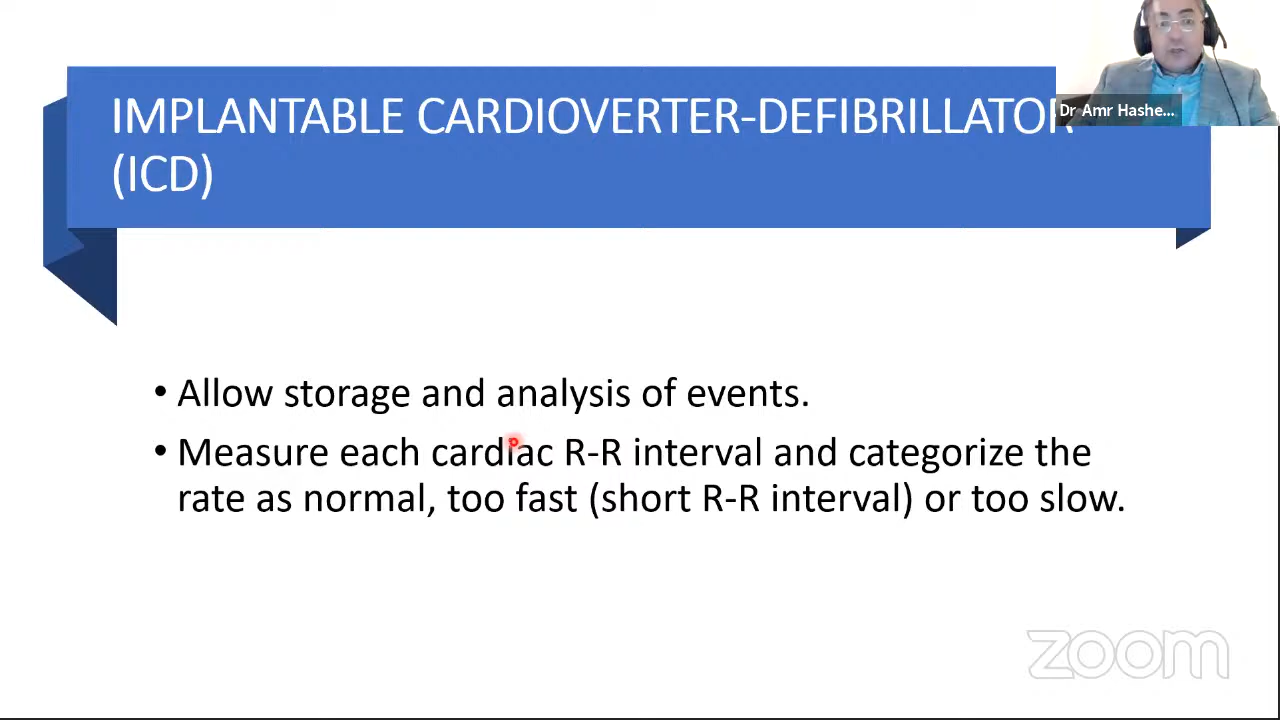 IMPLANTABLE CARDIOVERTER-DEFIBRILLATOR
(ICD)
Dr Amr Hashe...
• Allow storage and analysis of events.
• Measure each cardiac R-R interval and categorize the
rate as normal, too fast (short R-R interval) or too slow.
zoom